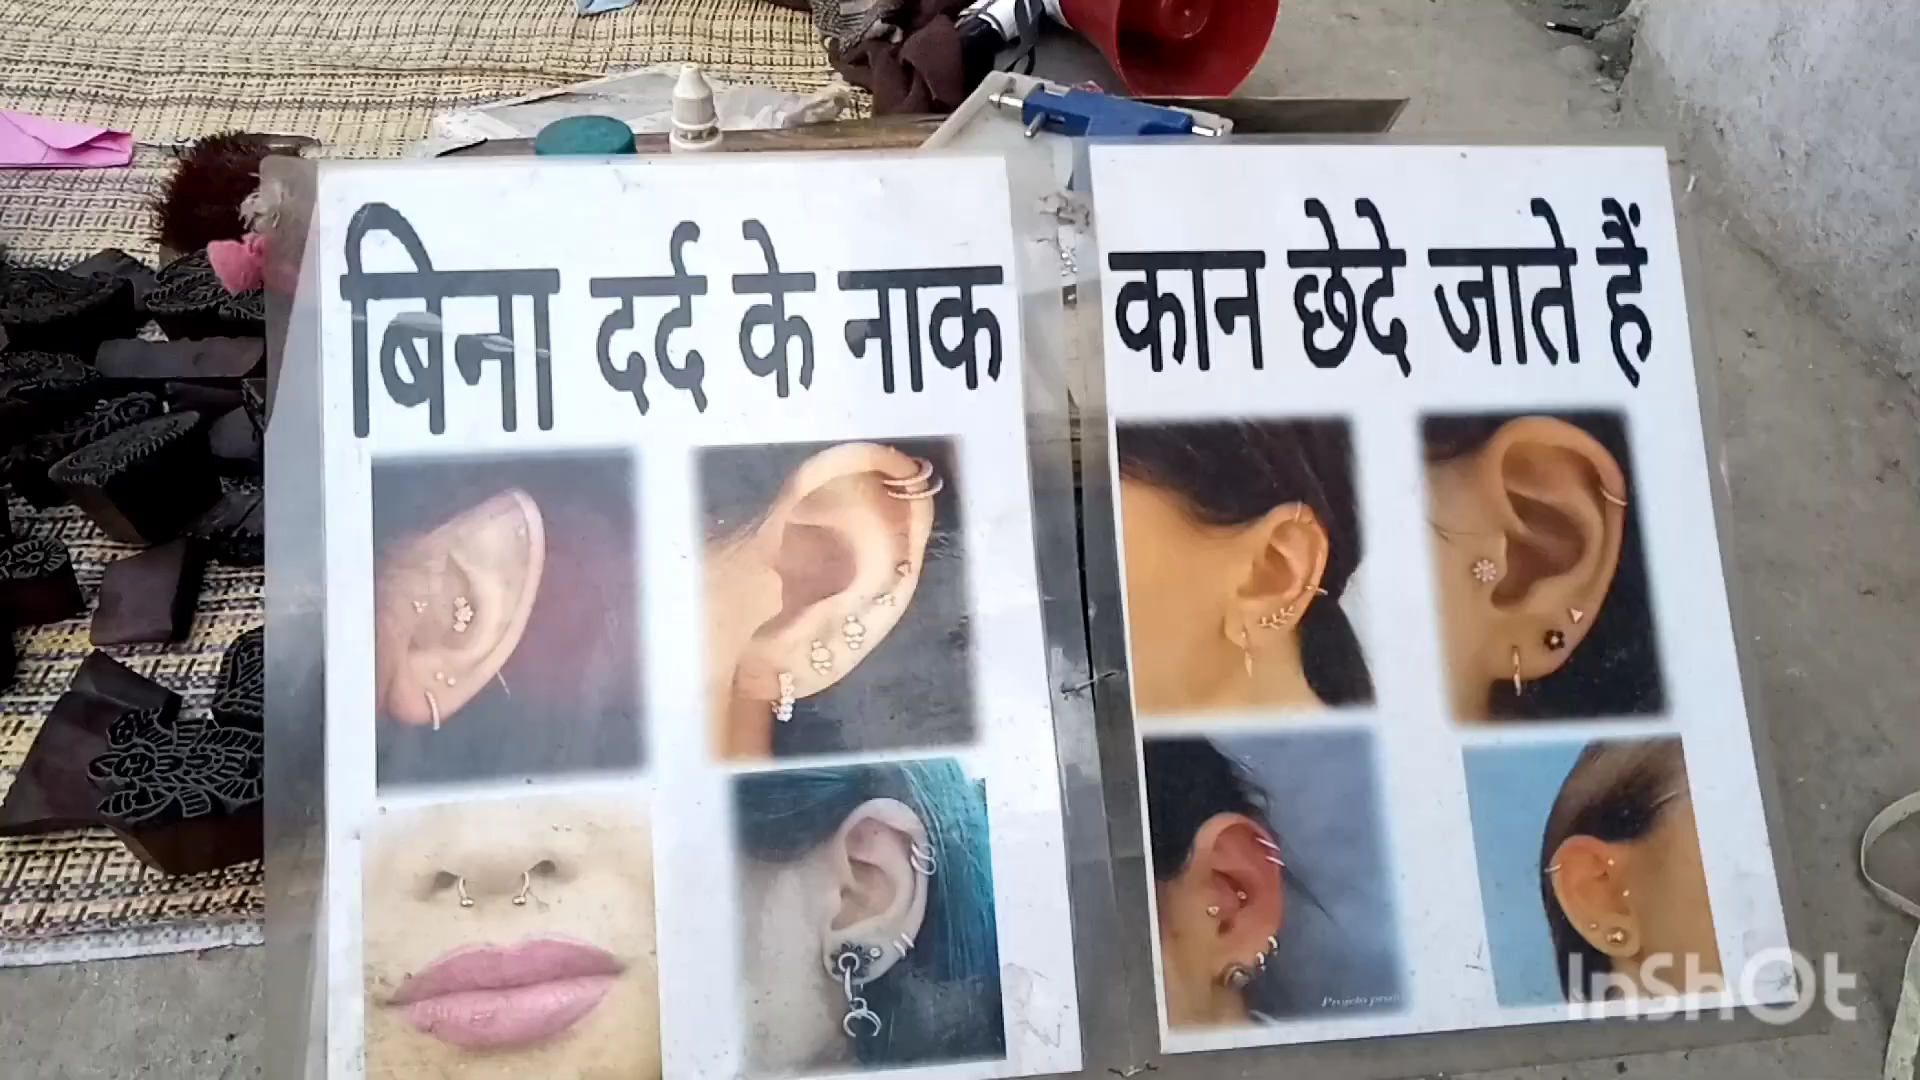 बिना दर्द के नाक कान छेदे जाते हैं
InShOt